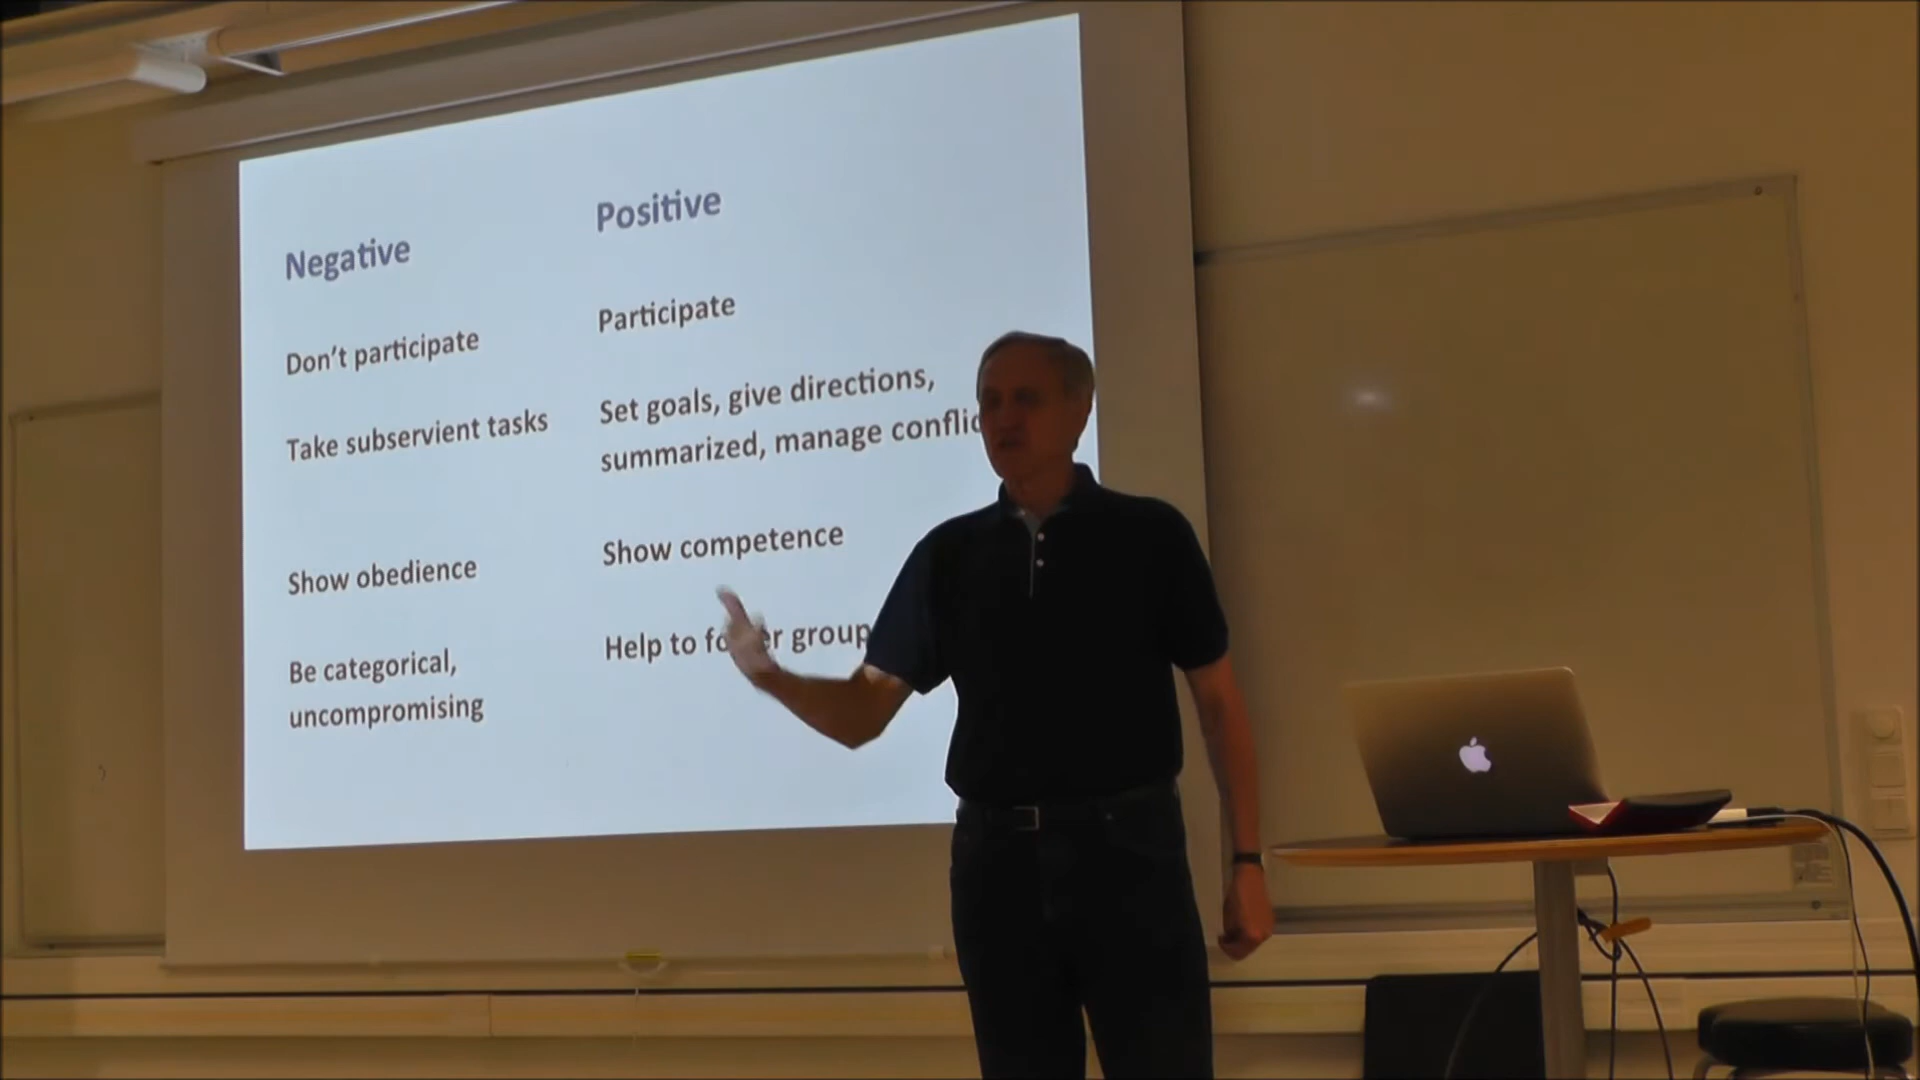 Negative
Don't participate
Take subservient tasks
Show obedience
Be categorical,
uncompromising
Positive
Participate
Set goals, give directions,
summarized, manage
Show competence
Help to group